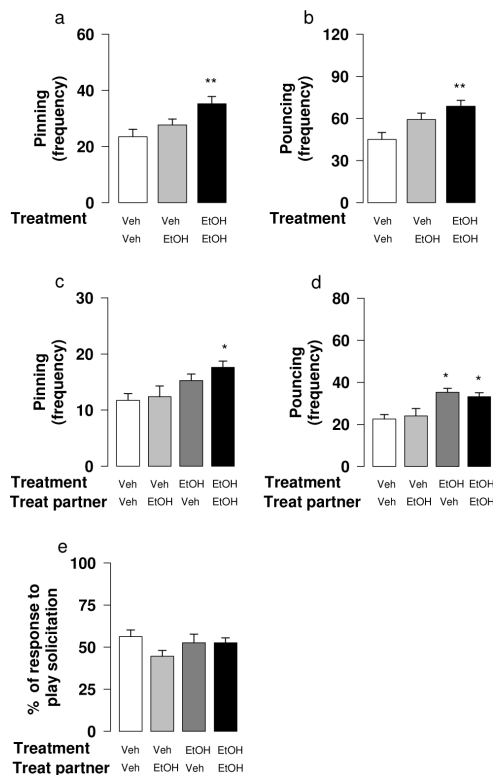 a
Pinning
(frequency)
60
40
20
0
**
Treatment Veh Veh EtOH
Veh EtOH EtOH
b
Pouncing
(frequency)
120
90
60
30
0
**
Treatment Veh Veh EtOH
Veh EtOH EtOH
c
Pinning
(frequency)
30
20
10
0
*
Treatment Veh Veh EtOH EtOH
Treat partner Veh EtOH Veh EtOH
d
Pouncing
(frequency)
80
60
40
20
0
* *
Treatment Veh Veh EtOH EtOH
Treat partner Veh EtOH Veh EtOH
e
% of response to
play solicitation
100
75
50
25
0
Treatment Veh Veh EtOH EtOH
Treat partner Veh EtOH Veh EtOH